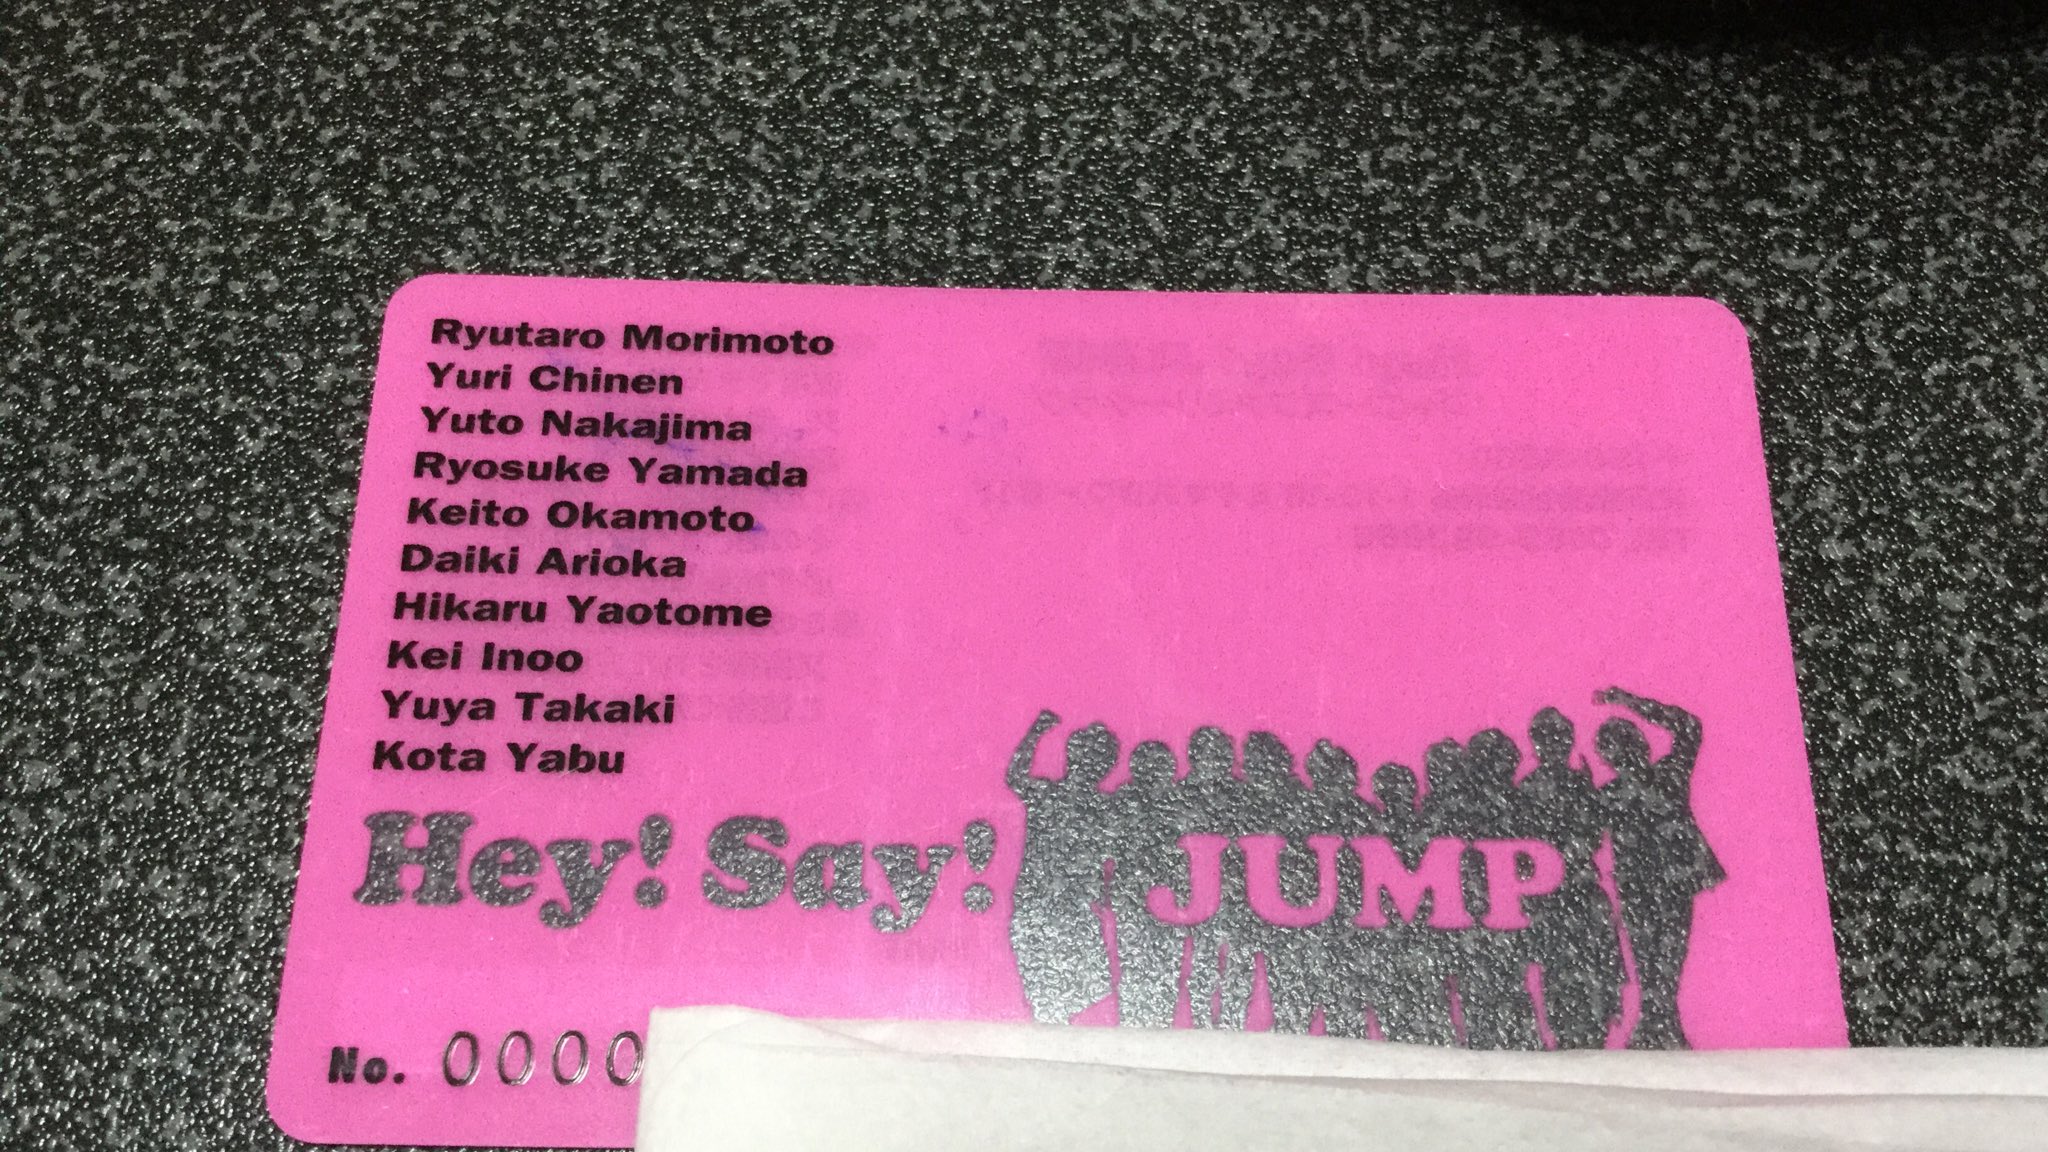 Ryutaro Morimoto
Yuri Chinen
Yuto Nakajima
Ryosuke Yamada
Keito Okamoto
Daiki Arioka
Hikaru Yaotome
Kei Inoo
Yuya Takaki
Kota Yabu
Hey! Say! JUMP
No. 0000